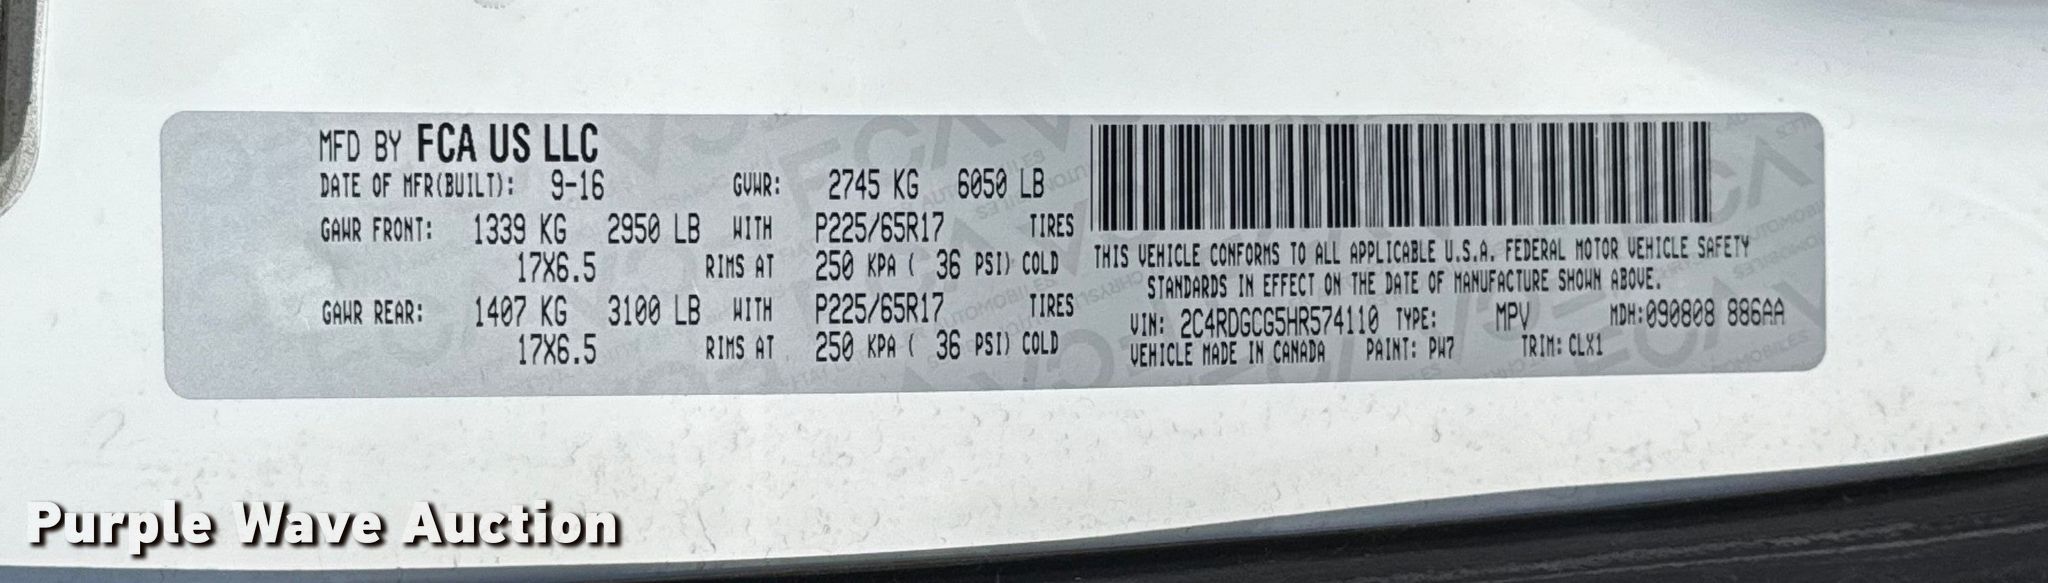 MFD BY FCA US LLC
DATE OF MFR(BUILT): 9-16 GVWR: 2745 KG 6050 LB
GAWR FRONT: 1339 KG 2950 LB WITH P225/65R17 TIRES
17X6.5 RIMS AT 250 KPA ( 36 PSI) COLD
GAWR REAR: 1407 KG 3100 LB WITH P225/65R17 TIRES
17X6.5 RIMS AT 250 KPA ( 36 PSI) COLD
THIS VEHICLE CONFORMS TO ALL APPLICABLE U.S.A. FEDERAL MOTOR VEHICLE SAFETY
STANDARDS IN EFFECT ON THE DATE OF MANUFACTURE SHOWN ABOVE.
VIN: 2C4RDGCG5HR574110 TYPE: MPV MDH:090808 886AA
VEHICLE MADE IN CANADA PAINT: PW7 TRIM: CLX1
Purple Wave Auction